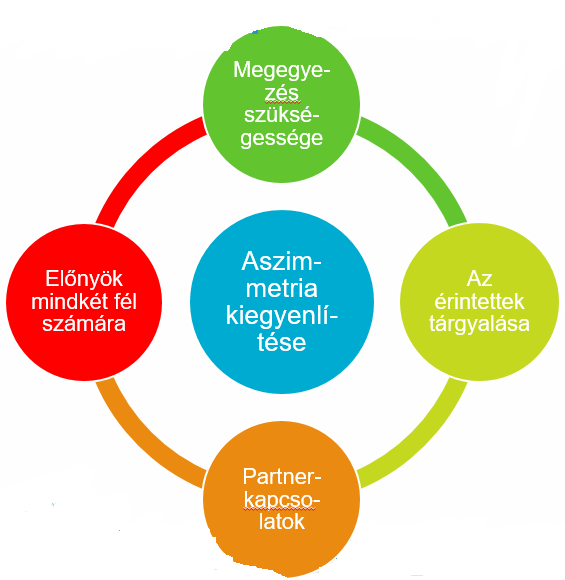 Megegye-
zés
szüksé-
gessége
Előnyök
mindkét fél
számára
Aszim-
metria
kiegyenlí-
tése
Az
érintettek
tárgyalása
Partner-
kapcso-
latok